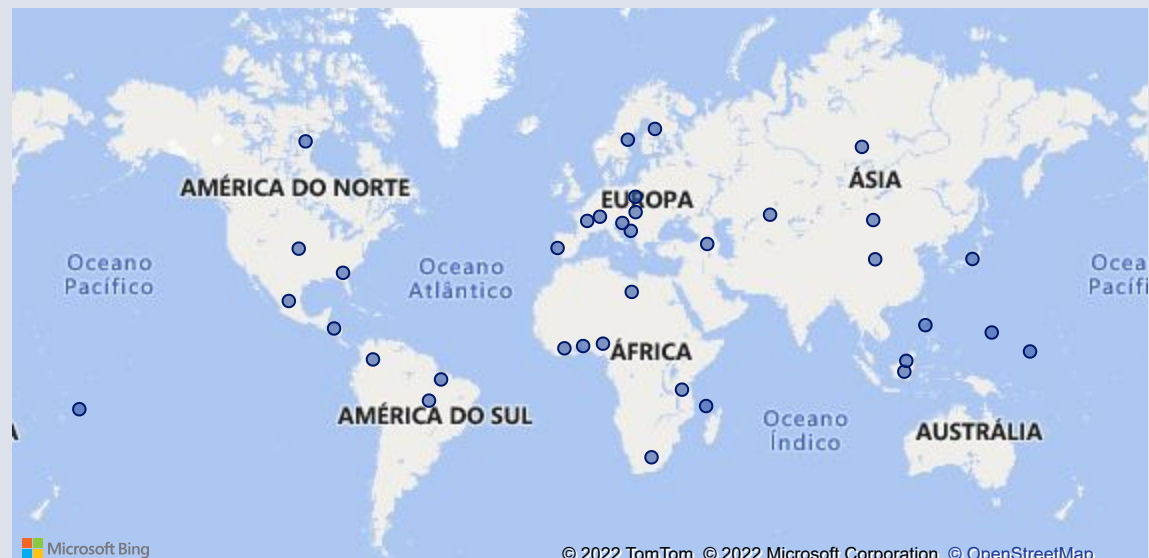 AMÉRICA DO NORTE
EUROPA
ÁSIA
Oceano
Pacífico
Oceano
Atlântico
Ocea
Pacífi
ÁFRICA
AMÉRICA DO SUL
Oceano
Índico
AUSTRÁLIA
A
Microsoft Bing
© 2022 TomTom, © 2022 Microsoft Corporation, © OpenStreetMap